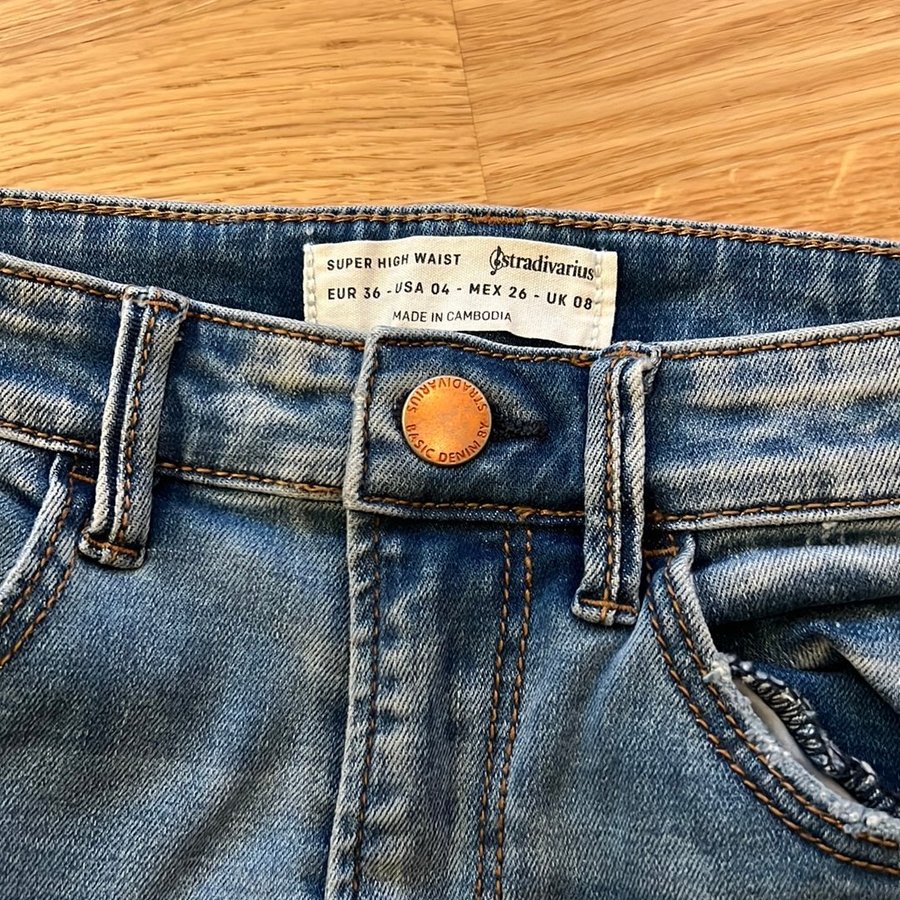 SUPER HIGH WAIST stradivarius
EUR 36 - USA 04 - MEX 26 - UK 08
MADE IN CAMBODIA
STRADIVARIUS BASIC DENIM BY